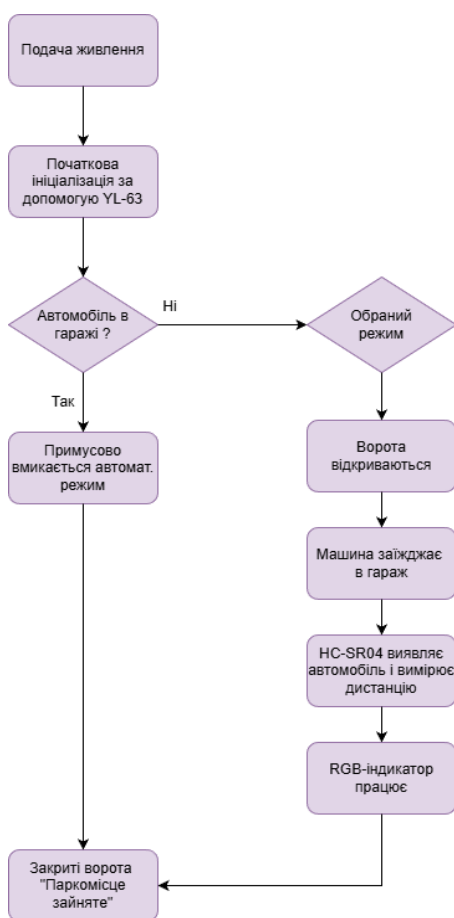 Подача живлення
Початкова
ініціалізація за
допомогую YL-63
Автомобіль в
гаражі ?
Ні
Обраний
режим
Так
Примусово
вмикається автомат.
режим
Ворота
відкриваються
Машина заїжджає
в гараж
HC-SR04 виявляє
автомобіль і вимірює
дистанцію
RGB-індикатор
працює
Закриті ворота
"Паркомісце
зайняте"